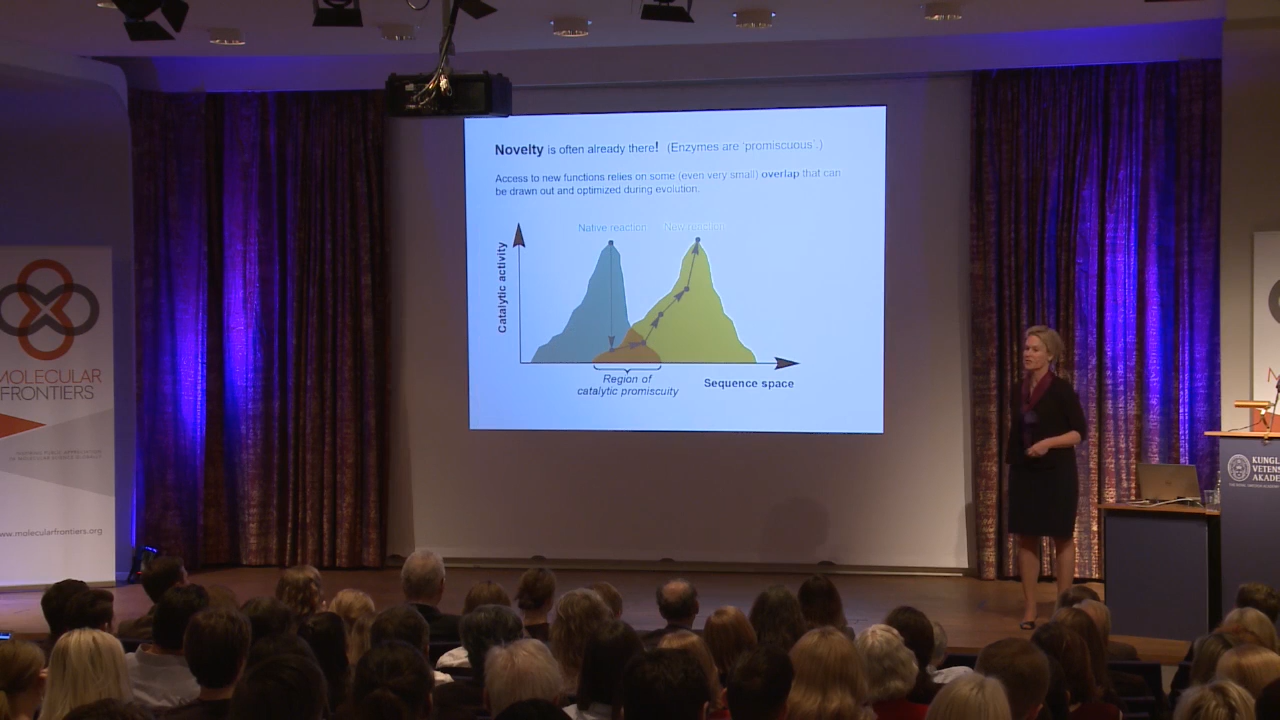 Novelty is often already there! (Enzymes are 'promiscuous'.)
Access to new functions relies on some (even very small) overlap that can
be drawn out and optimized during evolution.
Native reaction
New reaction
Catalytic activity
Region of
catalytic promiscuity
Sequence space
MOLECULAR
FRONTIERS
www.molecularfrontiers.org
KUNGL
VETENS
AKADE